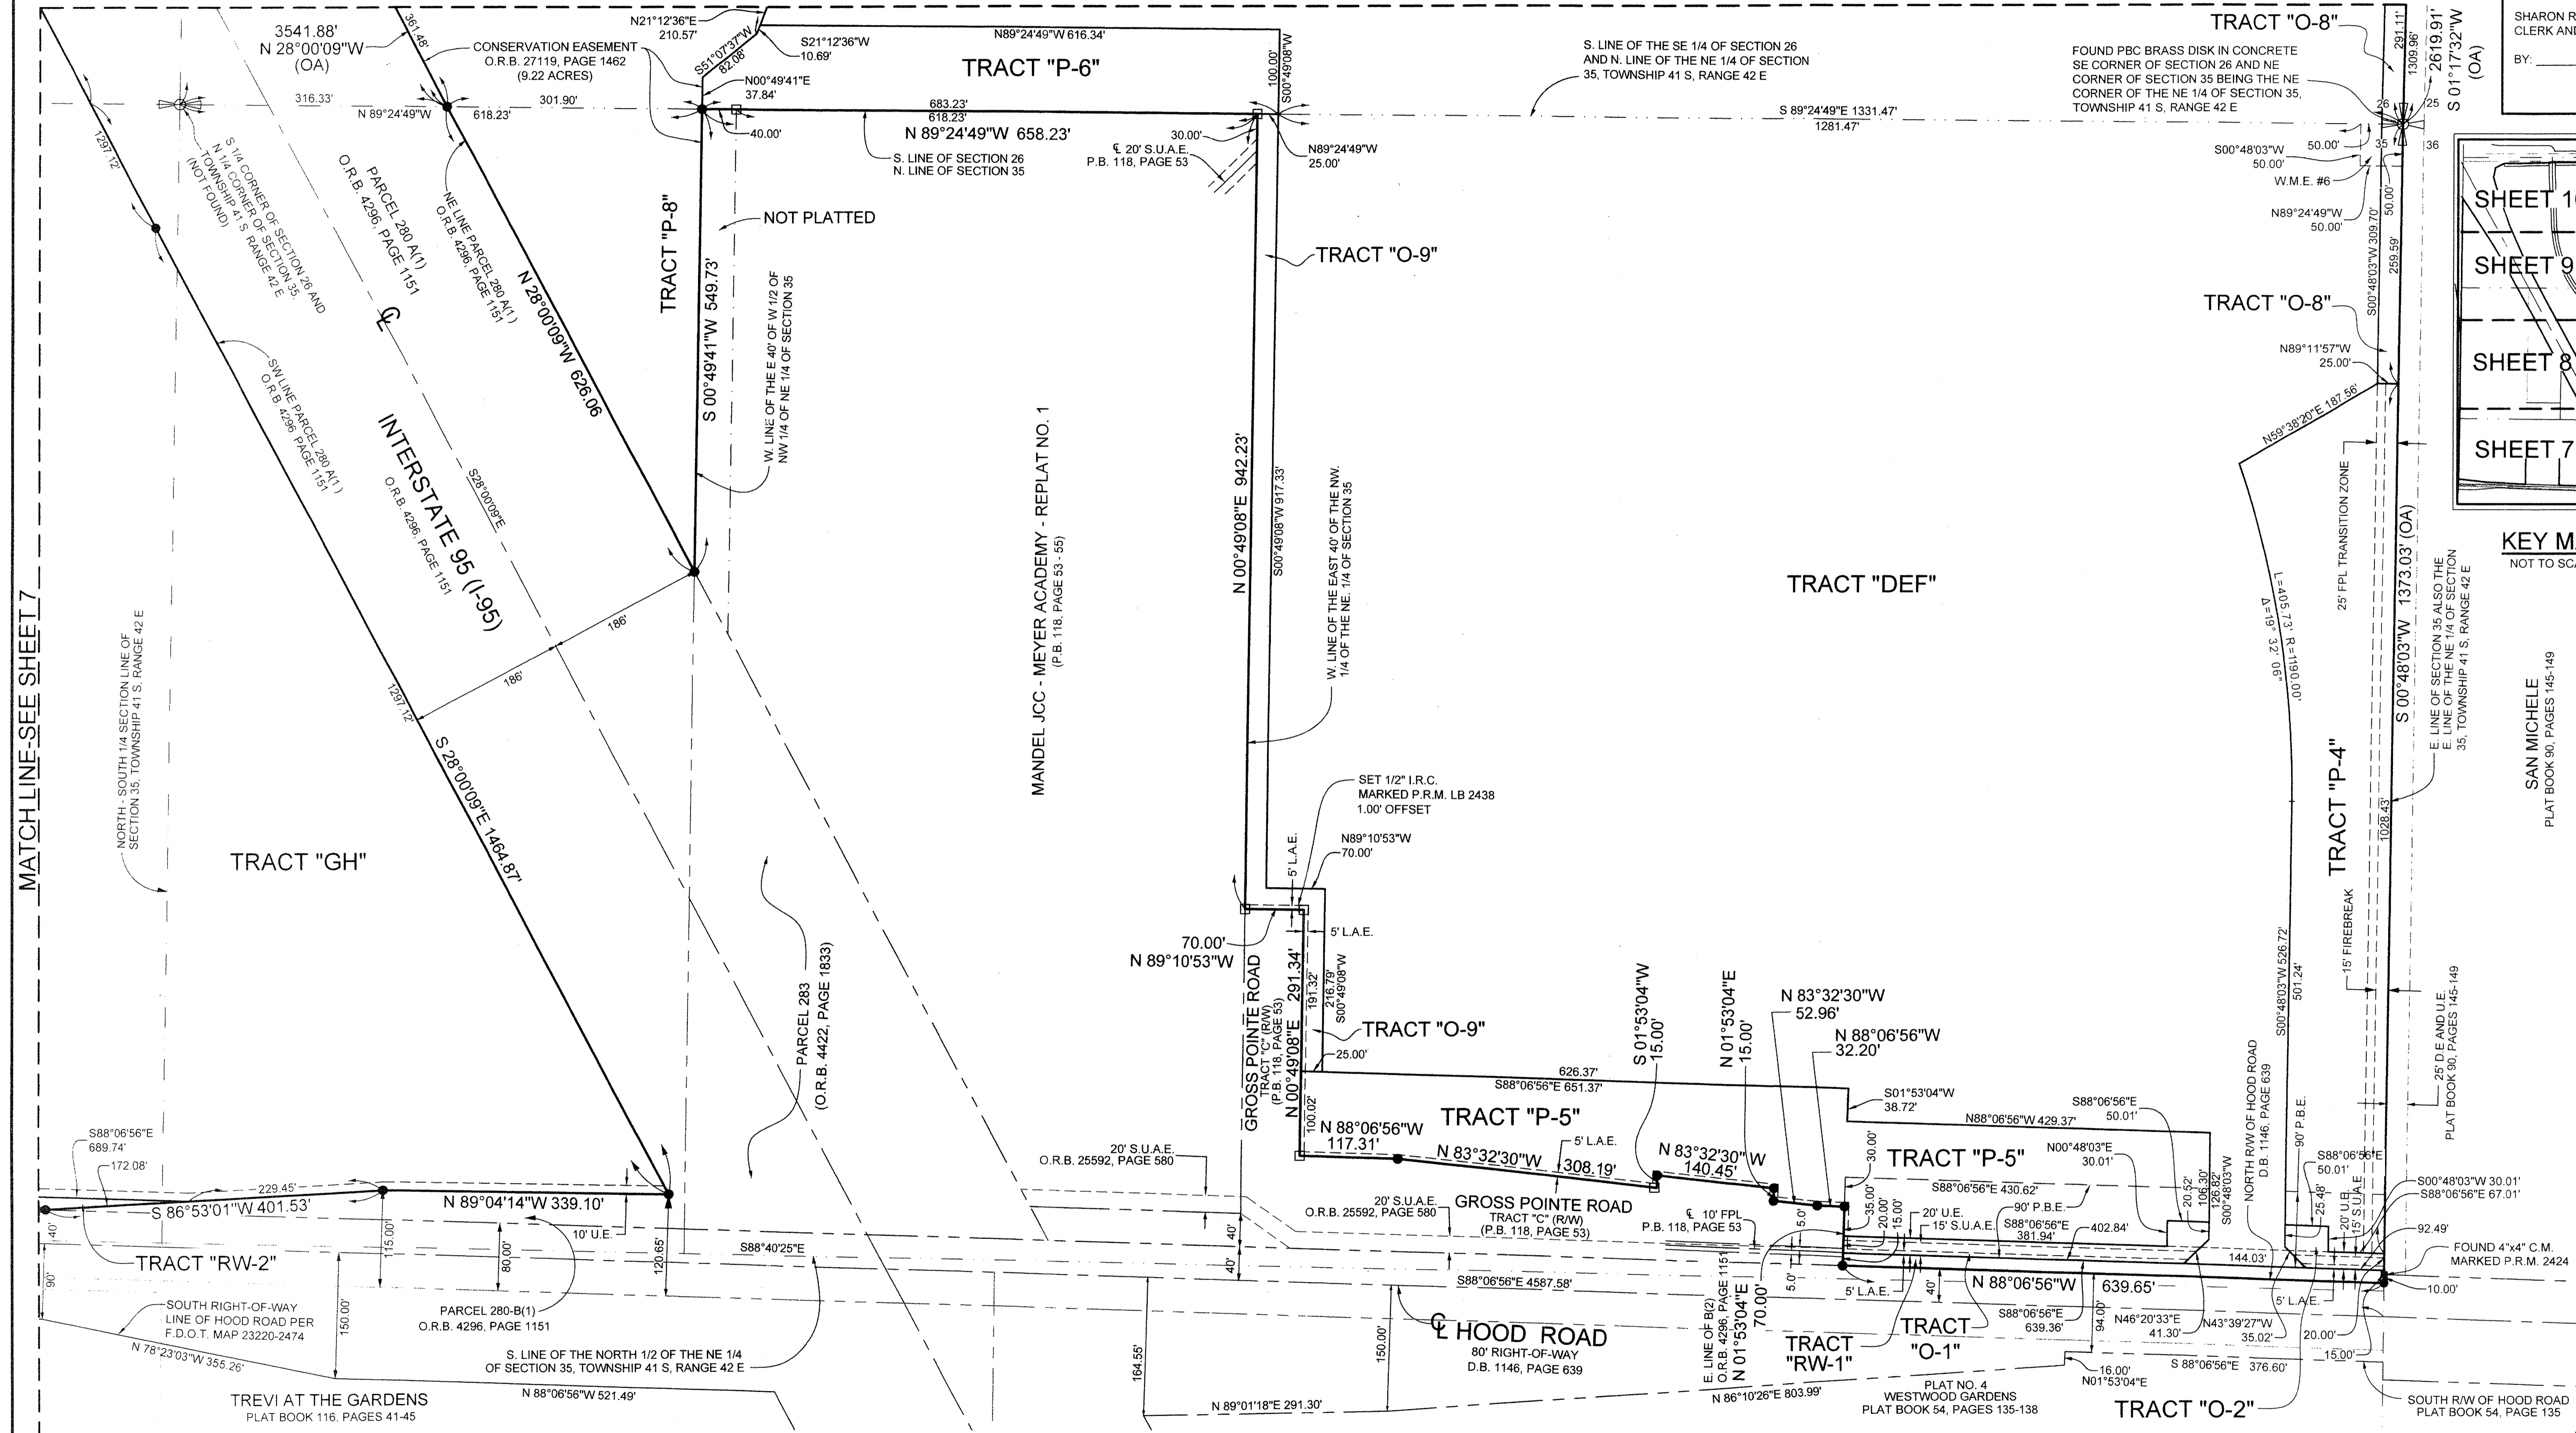 MATCH LINE-SEE SHEET 7
3541.88'
N 28°00'09"W
(OA)
361.48'
CONSERVATION EASEMENT
O.R.B. 27119, PAGE 1462
(9.22 ACRES)
N21°12'36"E
210.57'
S51°07'37"W
82.08'
S21°12'36"W
10.69'
N00°49'41"E
37.84'
N89°24'49"W 616.34'
TRACT "P-6"
100.00'
S00°49'08"W
S. LINE OF THE SE 1/4 OF SECTION 26
AND N. LINE OF THE NE 1/4 OF SECTION
35, TOWNSHIP 41 S, RANGE 42 E
TRACT "O-8"
FOUND PBC BRASS DISK IN CONCRETE
SE CORNER OF SECTION 26 AND NE
CORNER OF SECTION 35 BEING THE NE
CORNER OF THE NE 1/4 OF SECTION 35,
TOWNSHIP 41 S, RANGE 42 E
291.11'
1309.96'
2619.91'
S 01°17'32"W
(OA)
SHARON R
CLERK AND
BY:
316.33'
301.90'
N 89°24'49"W
618.23'
40.00'
683.23'
618.23'
N 89°24'49"W 658.23'
S. LINE OF SECTION 26
N. LINE OF SECTION 35
30.00'
℄ 20' S.U.A.E.
P.B. 118, PAGE 53
N89°24'49"W
25.00'
S 89°24'49"E 1331.47'
1281.47'
26
25
35
36
50.00'
S00°48'03"W
50.00'
W.M.E. #6
N89°24'49"W
50.00'
50.00'
S00°48'03"W 309.70'
259.59'
SHEET 10
SHEET 9
SHEET 8
SHEET 7
KEY MA
NOT TO SCA
1297.12'
S 1/4 CORNER OF SECTION 26 AND
N 1/4 CORNER OF SECTION 35,
TOWNSHIP 41 S. RANGE 42 E
(NOT FOUND)
PARCEL 280 A(1)
O.R.B. 4296, PAGE 1151
NE LINE PARCEL 280 A(1)
O.R.B. 4296, PAGE 1151
N 28°00'09"W 626.06
℄
SW LINE PARCEL 280 A(1)
O.R.B. 4296 PAGE 1151
INTERSTATE 95 (I-95)
O.R.B. 4296, PAGE 1151
S28°00'09"E
186'
186'
1297.12'
S 28°00'09"E 1464.87'
TRACT "P-8"
NOT PLATTED
S 00°49'41"W 549.73'
W. LINE OF THE E 40' OF W 1/2 OF
NW 1/4 OF NE 1/4 OF SECTION 35
MANDEL JCC - MEYER ACADEMY - REPLAT NO. 1
(P.B. 118, PAGE 53 - 55)
TRACT "O-9"
N 00°49'08"E 942.23'
S00°49'08"W 917.33'
W. LINE OF THE EAST 40' OF THE NW.
1/4 OF THE NE. 1/4 OF SECTION 35
TRACT "DEF"
TRACT "O-8"
N89°11'57"W
25.00'
N59°38'20"E 187.56'
L=405.73' R=1190.00'
Δ=19° 32' 06"
25' FPL TRANSITION ZONE
TRACT "P-4"
15' FIREBREAK
1028.43'
S 00°48'03"W 1373.03' (OA)
E. LINE OF SECTION 35 ALSO THE
E. LINE OF THE NE 1/4 OF SECTION
35, TOWNSHIP 41 S, RANGE 42 E
SAN MICHELE
PLAT BOOK 90, PAGES 145-149
NORTH - SOUTH 1/4 SECTION LINE OF
SECTION 35, TOWNSHIP 41 S. RANGE 42 E
TRACT "GH"
SET 1/2" I.R.C.
MARKED P.R.M. LB 2438
1.00' OFFSET
N89°10'53"W
70.00'
5' L.A.E.
5' L.A.E.
70.00'
N 89°10'53"W
GROSS POINTE ROAD
TRACT "C" (R/W)
(P.B. 118, PAGE 53)
N 00°49'08"E 291.34'
191.32'
216.79'
S00°49'08"W
100.02'
TRACT "O-9"
25.00'
PARCEL 283
(O.R.B. 4422, PAGE 1833)
S 01°53'04"W
15.00'
N 01°53'04"E
15.00'
N 83°32'30"W
52.96'
N 88°06'56"W
32.20'
626.37'
S88°06'56"E 651.37'
TRACT "P-5"
N 88°06'56"W
117.31'
N 83°32'30"W 308.19'
5' L.A.E.
N 83°32'30"W
140.45'
S01°53'04"W
38.72'
N88°06'56"W 429.37'
S88°06'56"E
50.01'
TRACT "P-5"
N00°48'03"E
30.01'
30.00'
S88°06'56"E 430.62'
20.52'
106.30'
126.82'
S00°48'03"W
NORTH R/W OF HOOD ROAD
D.B. 1146, PAGE 639
S00°48'03"W 526.72'
501.24'
90' P.B.E.
S88°06'56"E
50.01'
25.48'
20' U.E.
15' S.U.A.E
S00°48'03"W 30.01'
S88°06'56"E 67.01'
92.49'
25' D.E AND U.E.
PLAT BOOK 90, PAGES 145-149
FOUND 4"x4" C.M.
MARKED P.R.M. 2424
10.00'
S88°06'56"E
689.74'
172.08'
229.45'
S 86°53'01"W 401.53'
N 89°04'14"W 339.10'
20' S.U.A.E.
O.R.B. 25592, PAGE 580
20' S.U.A.E.
O.R.B. 25592, PAGE 580
GROSS POINTE ROAD
TRACT "C" (R/W)
(P.B. 118, PAGE 53)
℄ 10' FPL
P.B. 118, PAGE 53
5.0'
5.0'
35.00'
20.00'
15.00'
20' U.E.
15' S.U.A.E.
90' P.B.E.
S88°06'56"E
381.94'
402.84'
144.03'
40'
90'
TRACT "RW-2"
115.00'
80.00'
10' U.E.
120.65'
S88°40'25"E
40'
40'
S88°06'56"E 4587.58'
E. LINE OF B(2)
O.R.B. 4296, PAGE 1151
N 01°53'04"E
70.00'
5' L.A.E.
40'
N 88°06'56"W 639.65'
S88°06'56"E
639.36'
94.00'
N46°20'33"E
41.30'
N43°39'27"W
35.02'
5' L.A.E.
20.00'
15.00'
SOUTH RIGHT-OF-WAY
LINE OF HOOD ROAD PER
F.D.O.T. MAP 23220-2474
150.00'
PARCEL 280-B(1)
O.R.B. 4296, PAGE 1151
N 78°23'03"W 355.26'
S. LINE OF THE NORTH 1/2 OF THE NE 1/4
OF SECTION 35, TOWNSHIP 41 S, RANGE 42 E
N 88°06'56"W 521.49'
TREVI AT THE GARDENS
PLAT BOOK 116, PAGES 41-45
164.55'
150.00'
℄ HOOD ROAD
80' RIGHT-OF-WAY
D.B. 1146, PAGE 639
N 89°01'18"E 291.30'
N 86°10'26"E 803.99'
TRACT
"RW-1"
TRACT
"O-1"
16.00'
N01°53'04"E
S 88°06'56"E 376.60'
PLAT NO. 4
WESTWOOD GARDENS
PLAT BOOK 54, PAGES 135-138
TRACT "O-2"
SOUTH R/W OF HOOD ROAD
PLAT BOOK 54, PAGE 135